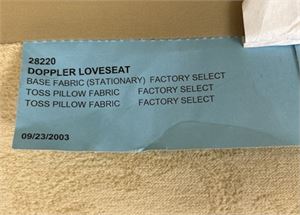 28220
DOPPLER LOVESEAT
BASE FABRIC (STATIONARY) FACTORY SELECT
TOSS PILLOW FABRIC FACTORY SELECT
TOSS PILLOW FABRIC FACTORY SELECT
09/23/2003